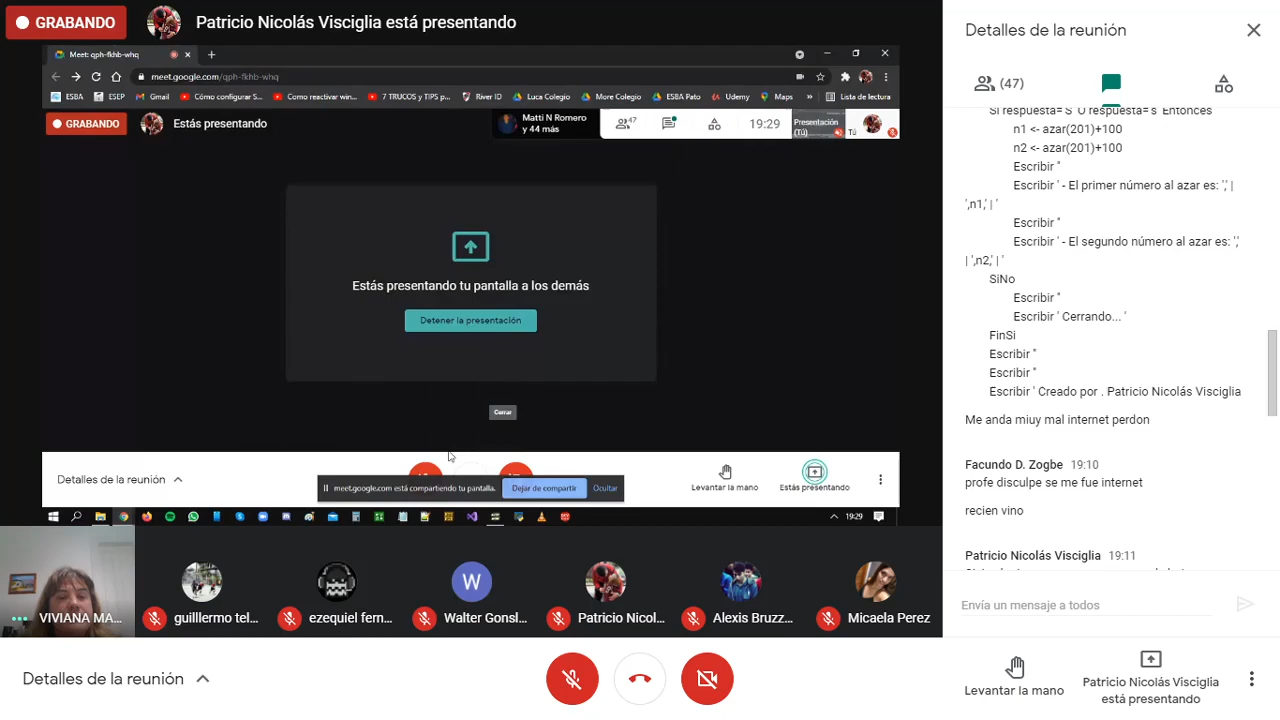 GRABANDO
Patricio Nicolás Visciglia está presentando
Meet: qph-fkhb-whq
meet.google.com/qph-fkhb-whq
ESBA ESEP Gmail Cómo configurar S... Como reactivar win... 7 TRUCOS y TIPS p... River ID Luca Colegio More Colegio ESBA Pato Udemy Maps » Lista de lectura
GRABANDO
Estás presentando
Matti N Romero
y 44 más
47
19:29
Presentación
(Tú)
Tú
Estás presentando tu pantalla a los demás
Detener la presentación
Cerrar
Detalles de la reunión
meet.google.com está compartiendo tu pantalla.
Dejar de compartir
Ocultar
Levantar la mano
Estás presentando
19:29
VIVIANA MA...
guilllermo tel...
ezequiel fern...
W
Walter Gonsl...
Patricio Nicol...
Alexis Bruzz...
Micaela Perez
Detalles de la reunión
Detalles de la reunión
(47)
Si respuesta='S' O respuesta='s' Entonces
n1 <- azar(201)+100
n2 <- azar(201)+100
Escribir ''
Escribir ' - El primer número al azar es: ',' |
',n1,' | '
Escribir ''
Escribir ' - El segundo número al azar es: ','
| ',n2,' | '
SiNo
Escribir ''
Escribir ' Cerrando... '
FinSi
Escribir ''
Escribir ''
Escribir ' Creado por . Patricio Nicolás Visciglia
Me anda miuy mal internet perdon
Facundo D. Zogbe 19:10
profe disculpe se me fue internet
recien vino
Patricio Nicolás Visciglia 19:11
Envía un mensaje a todos
Levantar la mano
Patricio Nicolás Visciglia
está presentando